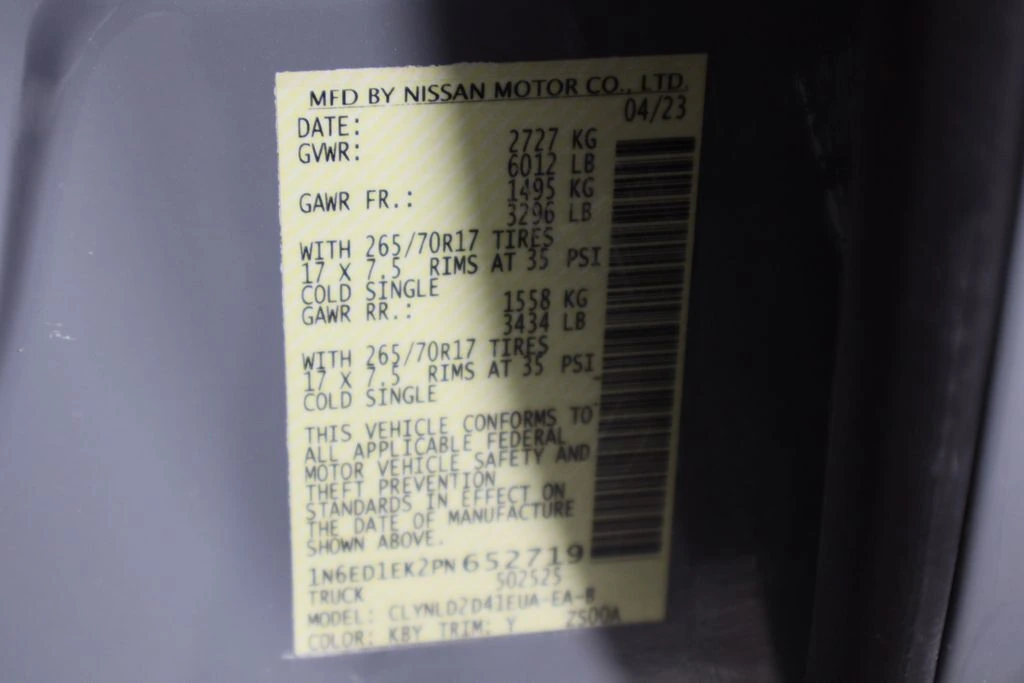 MFD BY NISSAN MOTOR CO., LTD.
DATE: 04/23
GVWR: 2727 KG
6012 LB
GAWR FR.: 1495 KG
3296 LB
WITH 265/70R17 TIRES
17 X 7.5 RIMS AT 35 PSI
COLD SINGLE
GAWR RR.: 1558 KG
3434 LB
WITH 265/70R17 TIRES
17 X 7.5 RIMS AT 35 PSI
COLD SINGLE
THIS VEHICLE CONFORMS TO
ALL APPLICABLE FEDERAL
MOTOR VEHICLE SAFETY AND
THEFT PREVENTION
STANDARDS IN EFFECT ON
THE DATE OF MANUFACTURE
SHOWN ABOVE.
1N6ED1EK2PN652719
TRUCK 502525
MODEL: CLYNLD2D41EUA-EA-R
COLOR: KBY TRIM: Y ZS00A